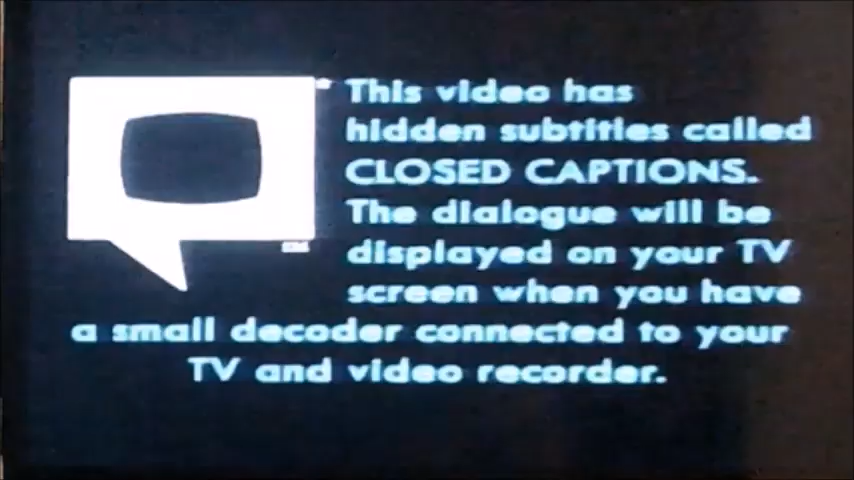 This video has
hidden subtitles called
CLOSED CAPTIONS.
The dialogue will be
displayed on your TV
screen when you have
a small decoder connected to your
TV and video recorder.